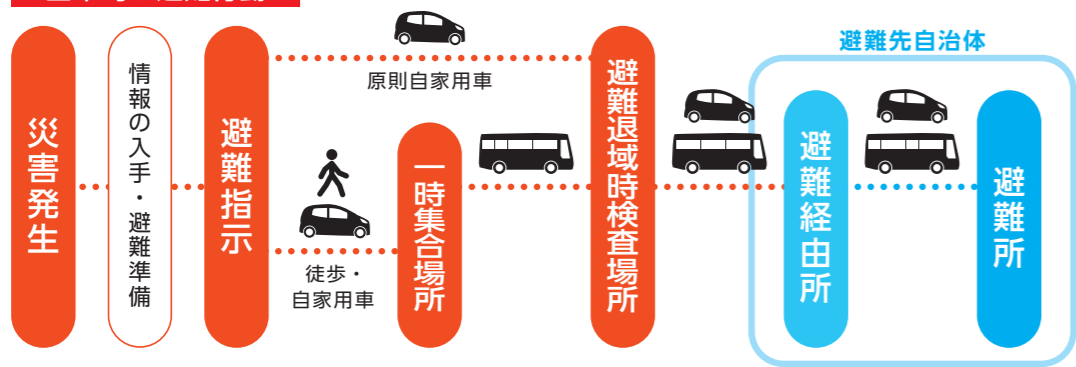 災害発生
情報の入手・避難準備
避難指示
原則自家用車
徒歩・
自家用車
一時集合場所
避難退域時検査場所
避難先自治体
避難経由所
避難所